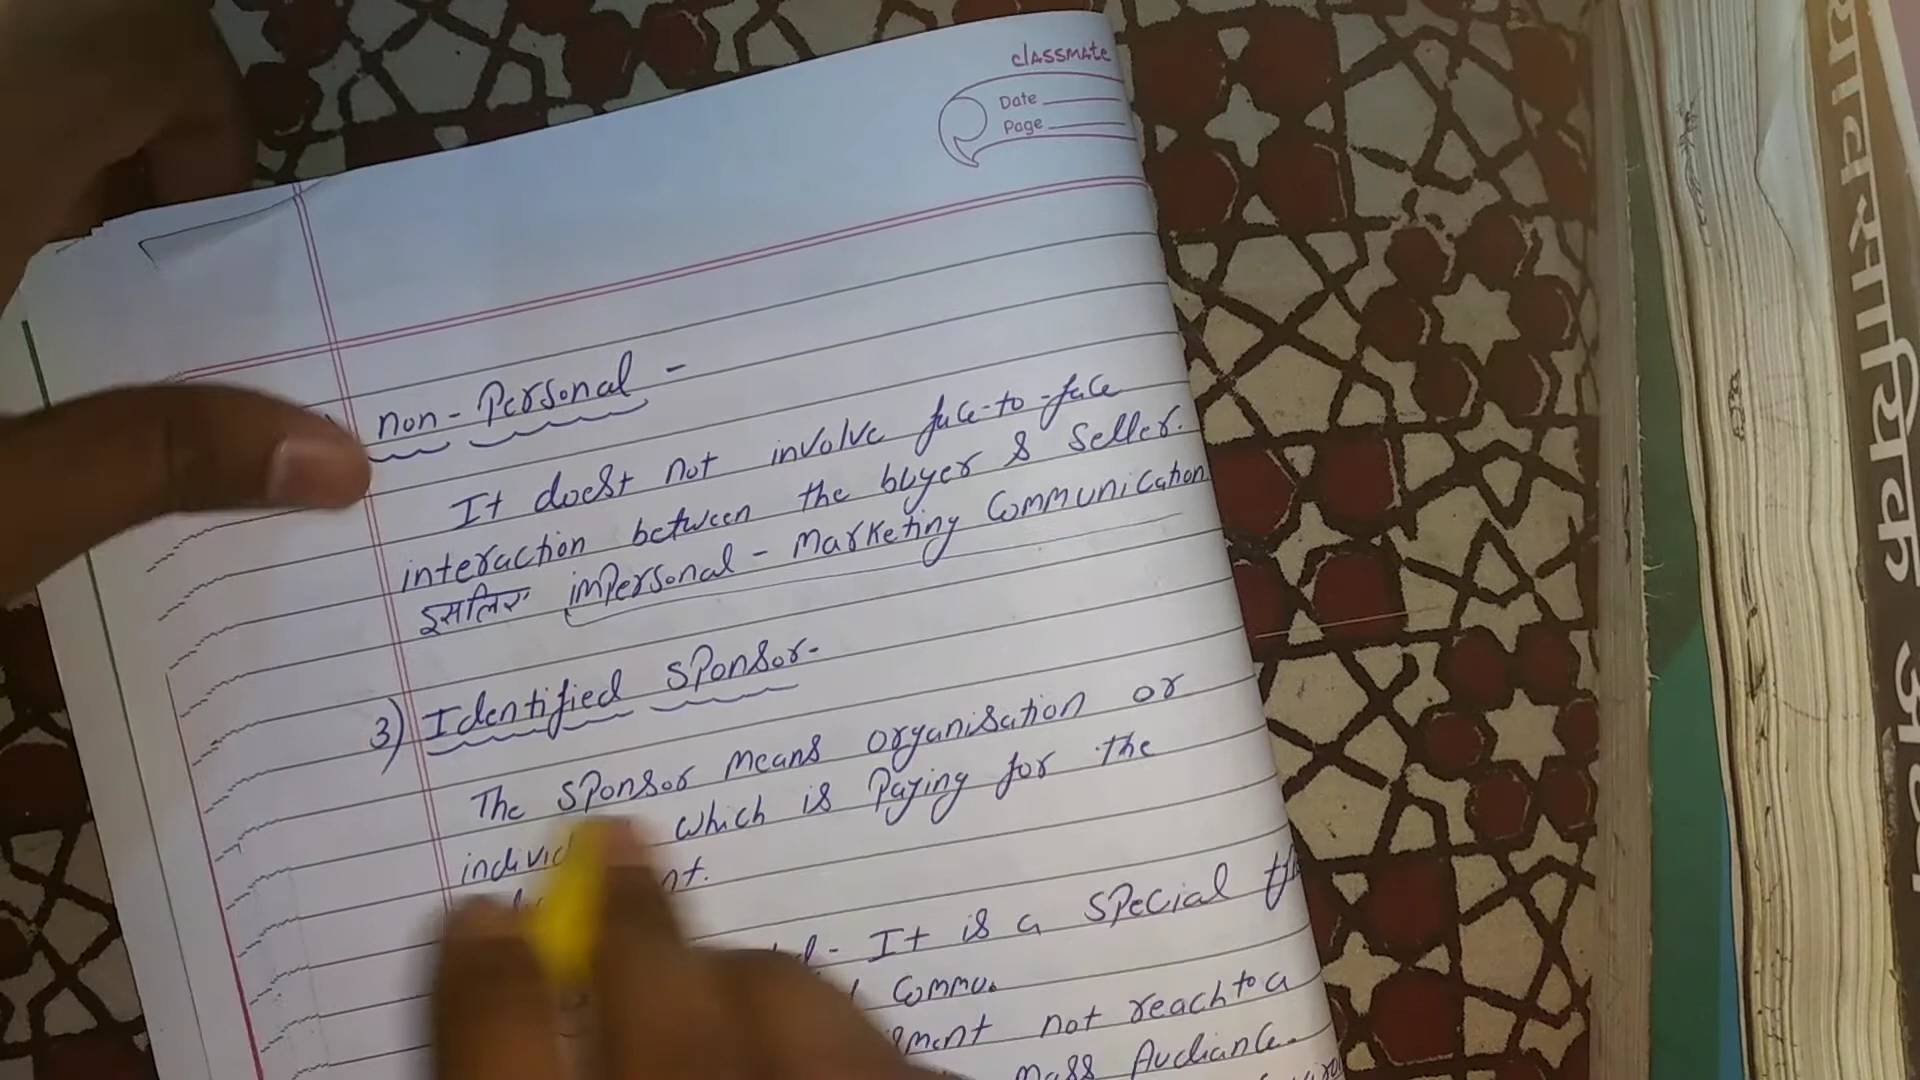 classmate
Date
Page
non - Personal -
It doest not involve face-to-face
interaction between the buyer & seller.
इसलिए impersonal - marketing communication
3) Identified sponsor-
The sponsor means organisation or
which is Paying for the
It is a special
Commu.
not reach to a
mass Audiance.
व्यावसायिक